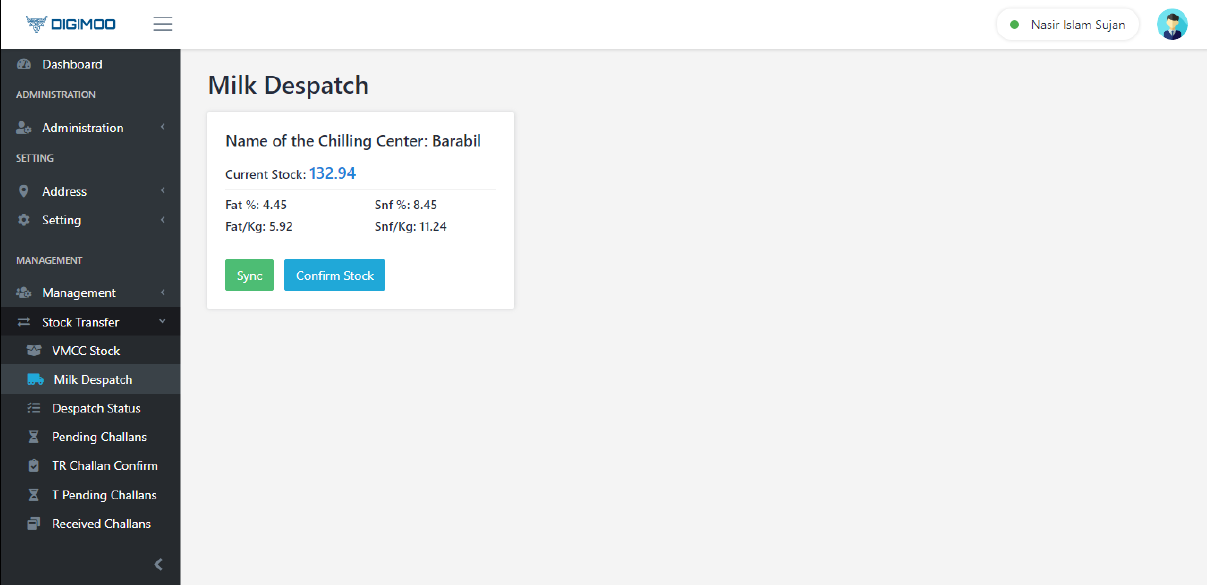 DIGIMOO
Nasir Islam Sujan
Dashboard
ADMINISTRATION
Administration
SETTING
Address
Setting
MANAGEMENT
Management
Stock Transfer
VMCC Stock
Milk Despatch
Despatch Status
Pending Challans
TR Challan Confirm
T Pending Challans
Received Challans
Milk Despatch
Name of the Chilling Center: Barabil
Current Stock: 132.94
Fat %: 4.45 Snf %: 8.45
Fat/Kg: 5.92 Snf/Kg: 11.24
Sync Confirm Stock